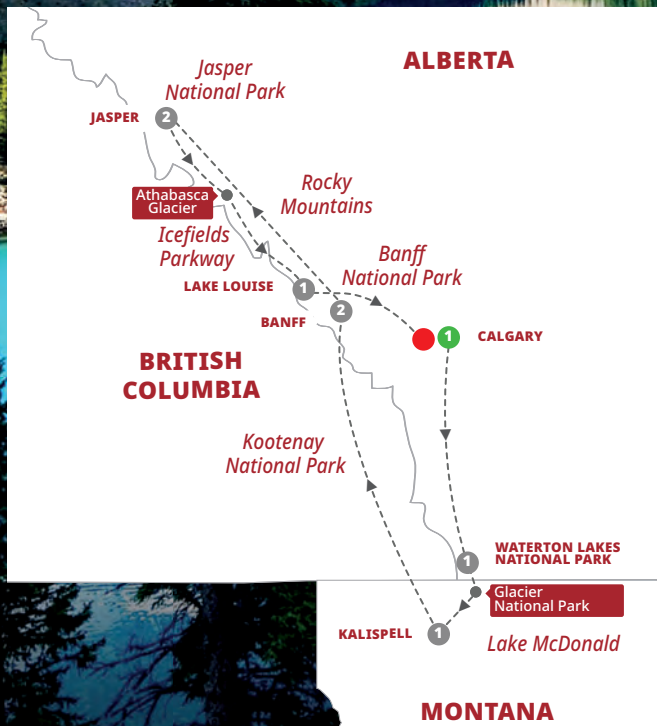 ALBERTA
Jasper
National Park
JASPER
2
Athabasca
Glacier
Rocky
Mountains
Icefields
Parkway
Banff
National Park
LAKE LOUISE
1
2
BANFF
1
CALGARY
BRITISH
COLUMBIA
Kootenay
National Park
WATERTON LAKES
NATIONAL PARK
1
Glacier
National Park
KALISPELL
1
Lake McDonald
MONTANA